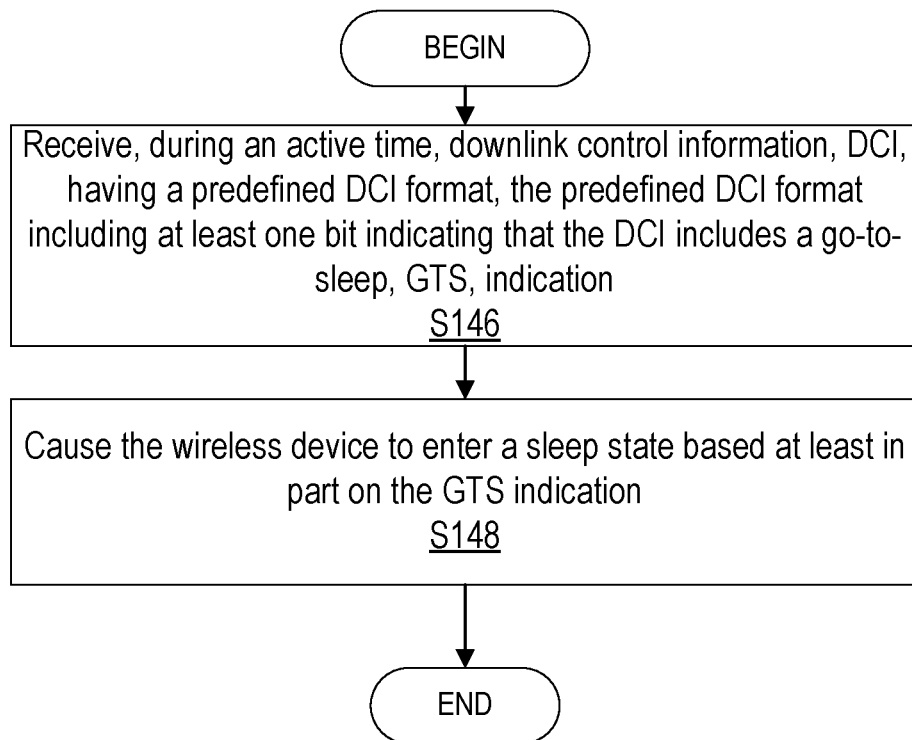 BEGIN
Receive, during an active time, downlink control information, DCI,
having a predefined DCI format, the predefined DCI format
including at least one bit indicating that the DCI includes a go-to-
sleep, GTS, indication
S146
Cause the wireless device to enter a sleep state based at least in
part on the GTS indication
S148
END